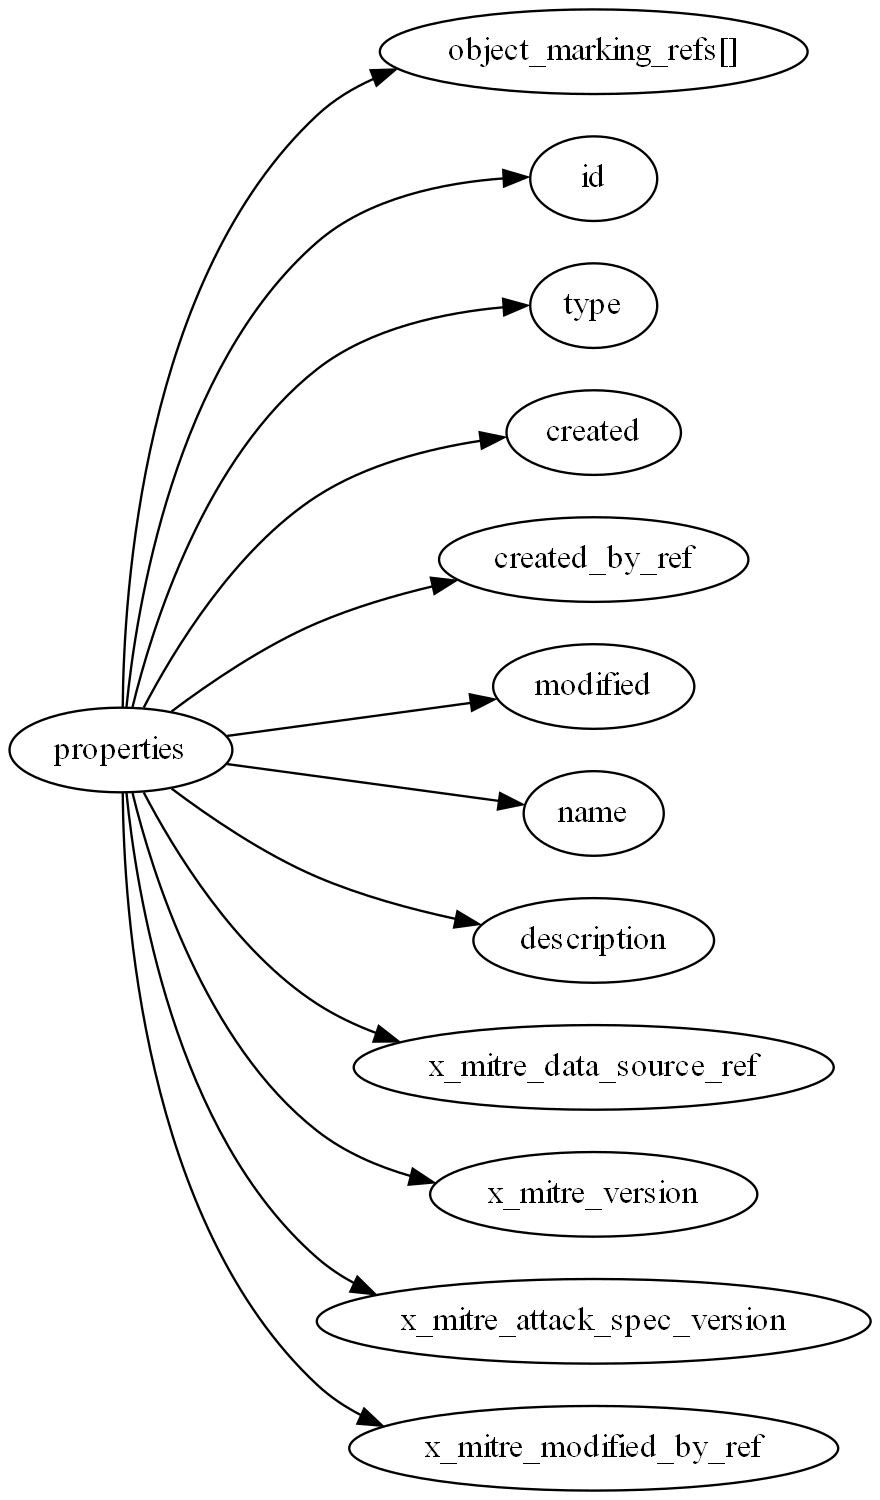 object_marking_refs[]
id
type
created
created_by_ref
modified
properties
name
description
x_mitre_data_source_ref
x_mitre_version
x_mitre_attack_spec_version
x_mitre_modified_by_ref